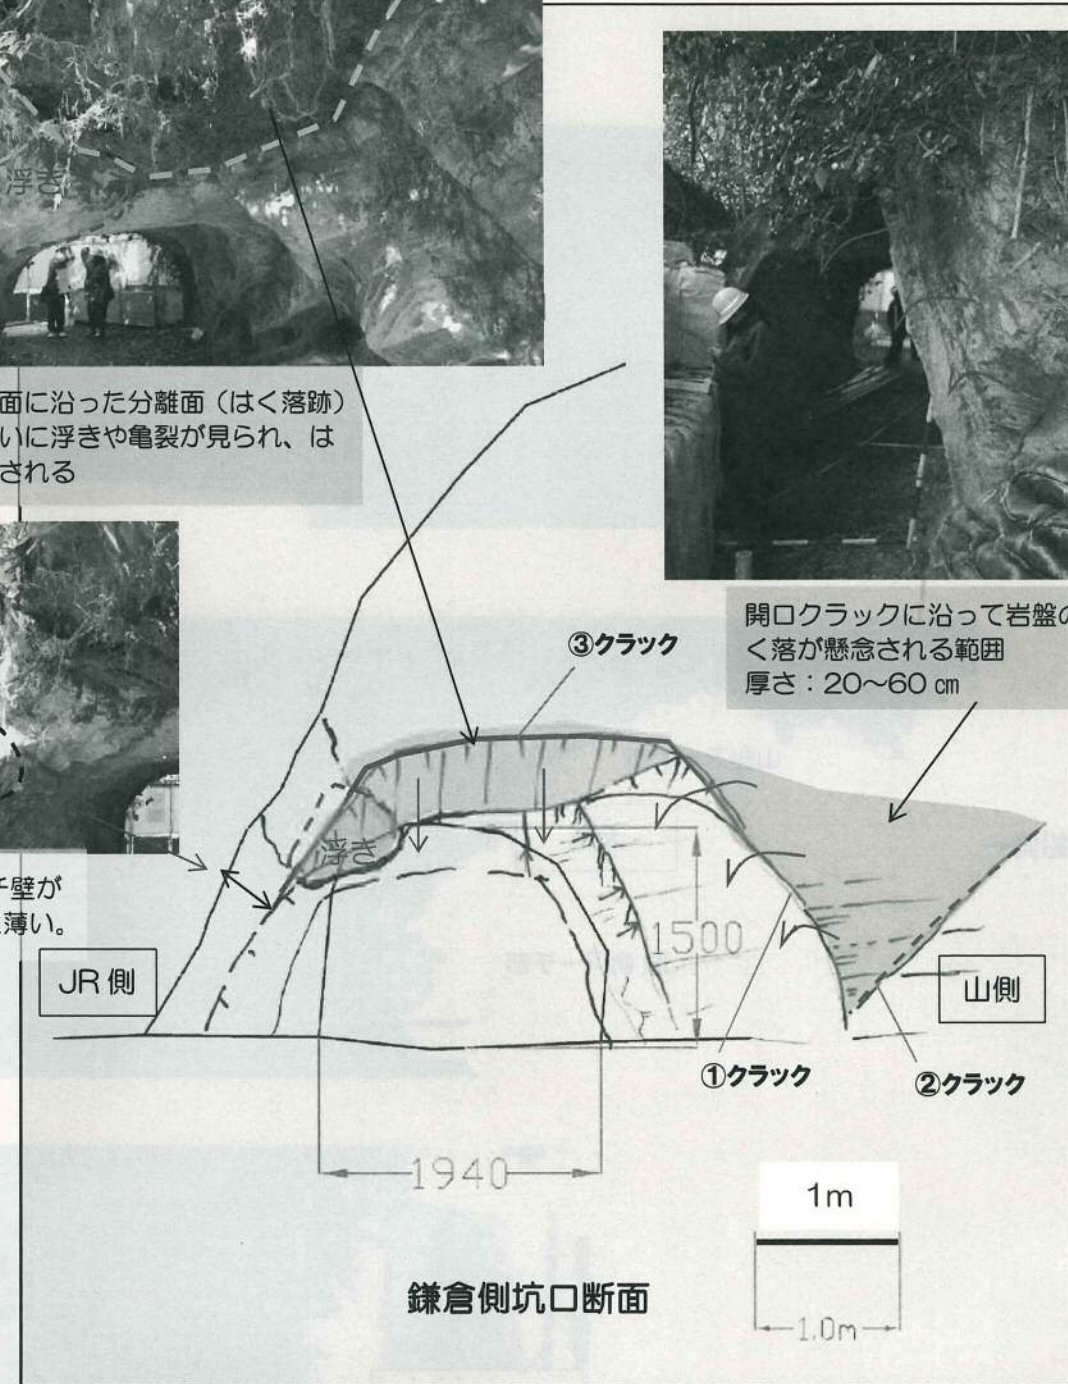 浮き
面に沿った分離面（はく落跡）
いに浮きや亀裂が見られ、は
される
開口クラックに沿って岩盤の
く落が懸念される範囲
厚さ：20～60 cm
③クラック
浮き
壁が
薄い。
JR 側
1500
山側
①クラック
②クラック
1940
1m
1.0m
鎌倉側坑口断面